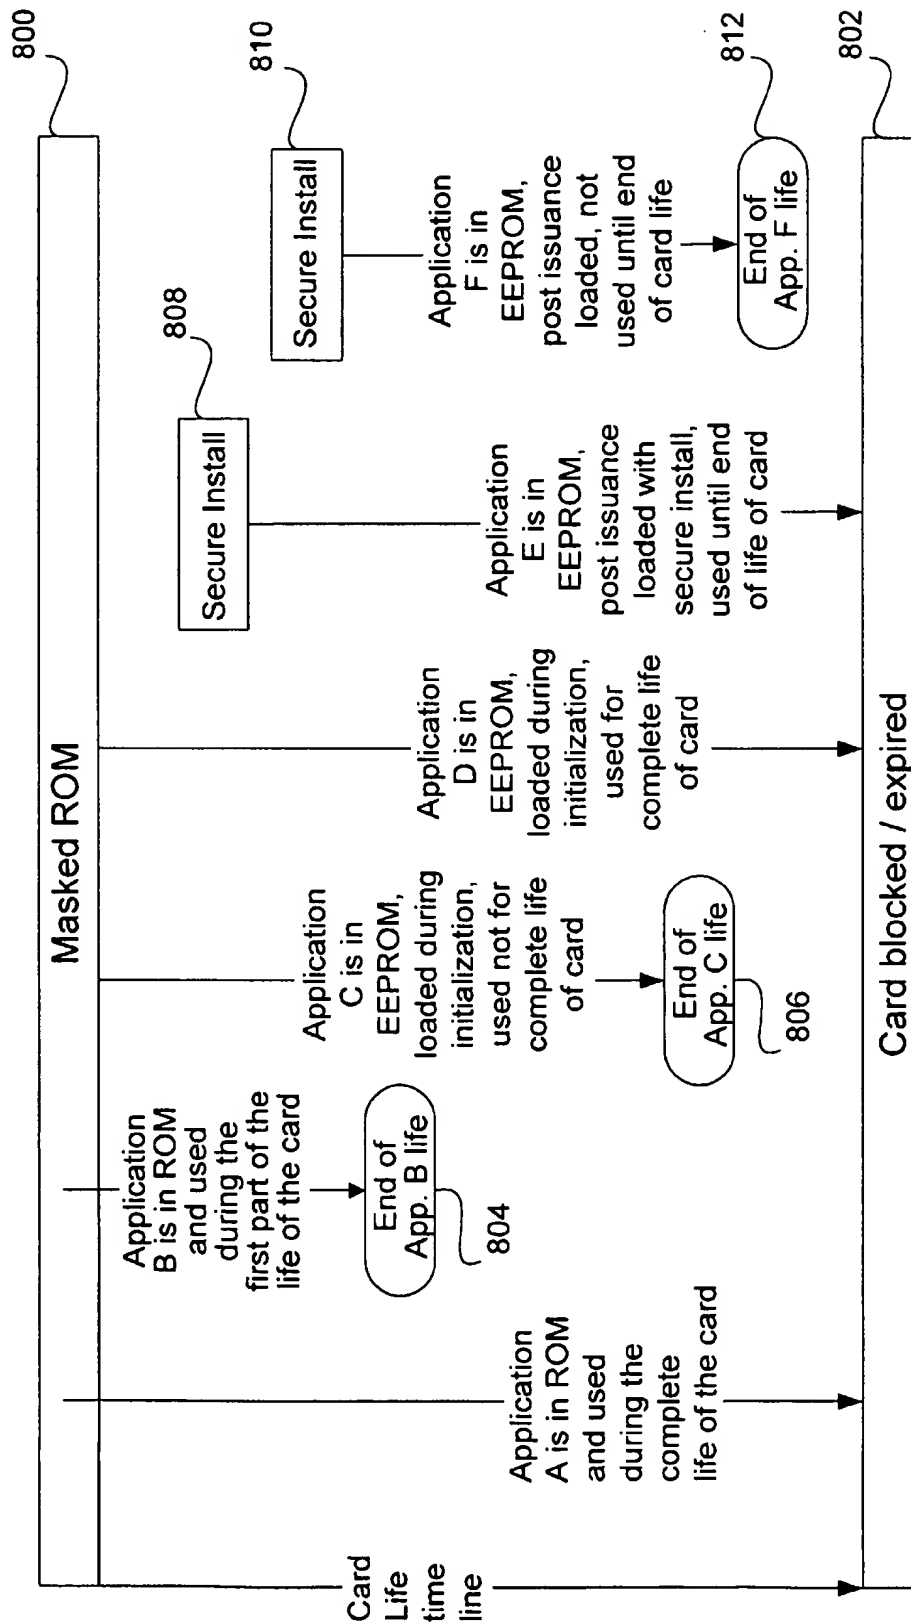 800
Masked ROM
Card
Life
time
line
Application
A is in ROM
and used
during the
complete
life of the card
Application
B is in ROM
and used
during the
first part of the
life of the card
End of
App. B life
804
Application
C is in
EEPROM,
loaded during
initialization,
used not for
complete life
of card
End of
App. C life
806
Application
D is in
EEPROM,
loaded during
initialization,
used for
complete life
of card
808
Secure Install
Application
E is in
EEPROM,
post issuance
loaded with
secure install,
used until end
of life of card
810
Secure Install
Application
F is in
EEPROM,
post issuance
loaded, not
used until end
of card life
812
End of
App. F life
802
Card blocked / expired